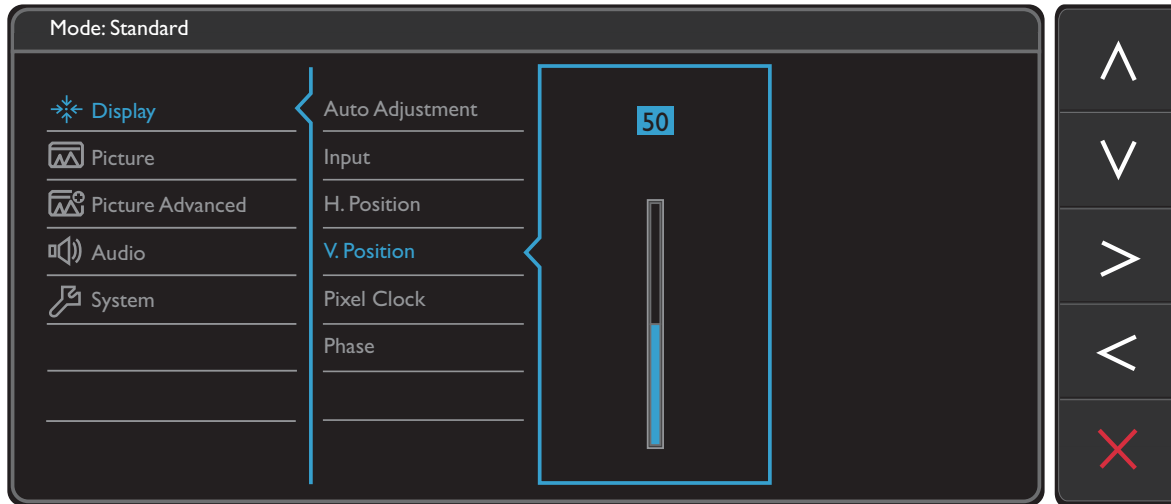 Mode: Standard
Display
Picture
Picture Advanced
Audio
System
Auto Adjustment
Input
H. Position
V. Position
Pixel Clock
Phase
50